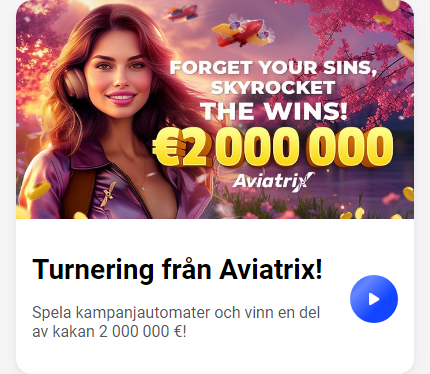 FORGET YOUR SINS,
SKYROCKET
THE WINS!
€2 000 000
Aviatrix
Turnering från Aviatrix!
Spela kampanjautomater och vinn en del
av kakan 2 000 000 €!